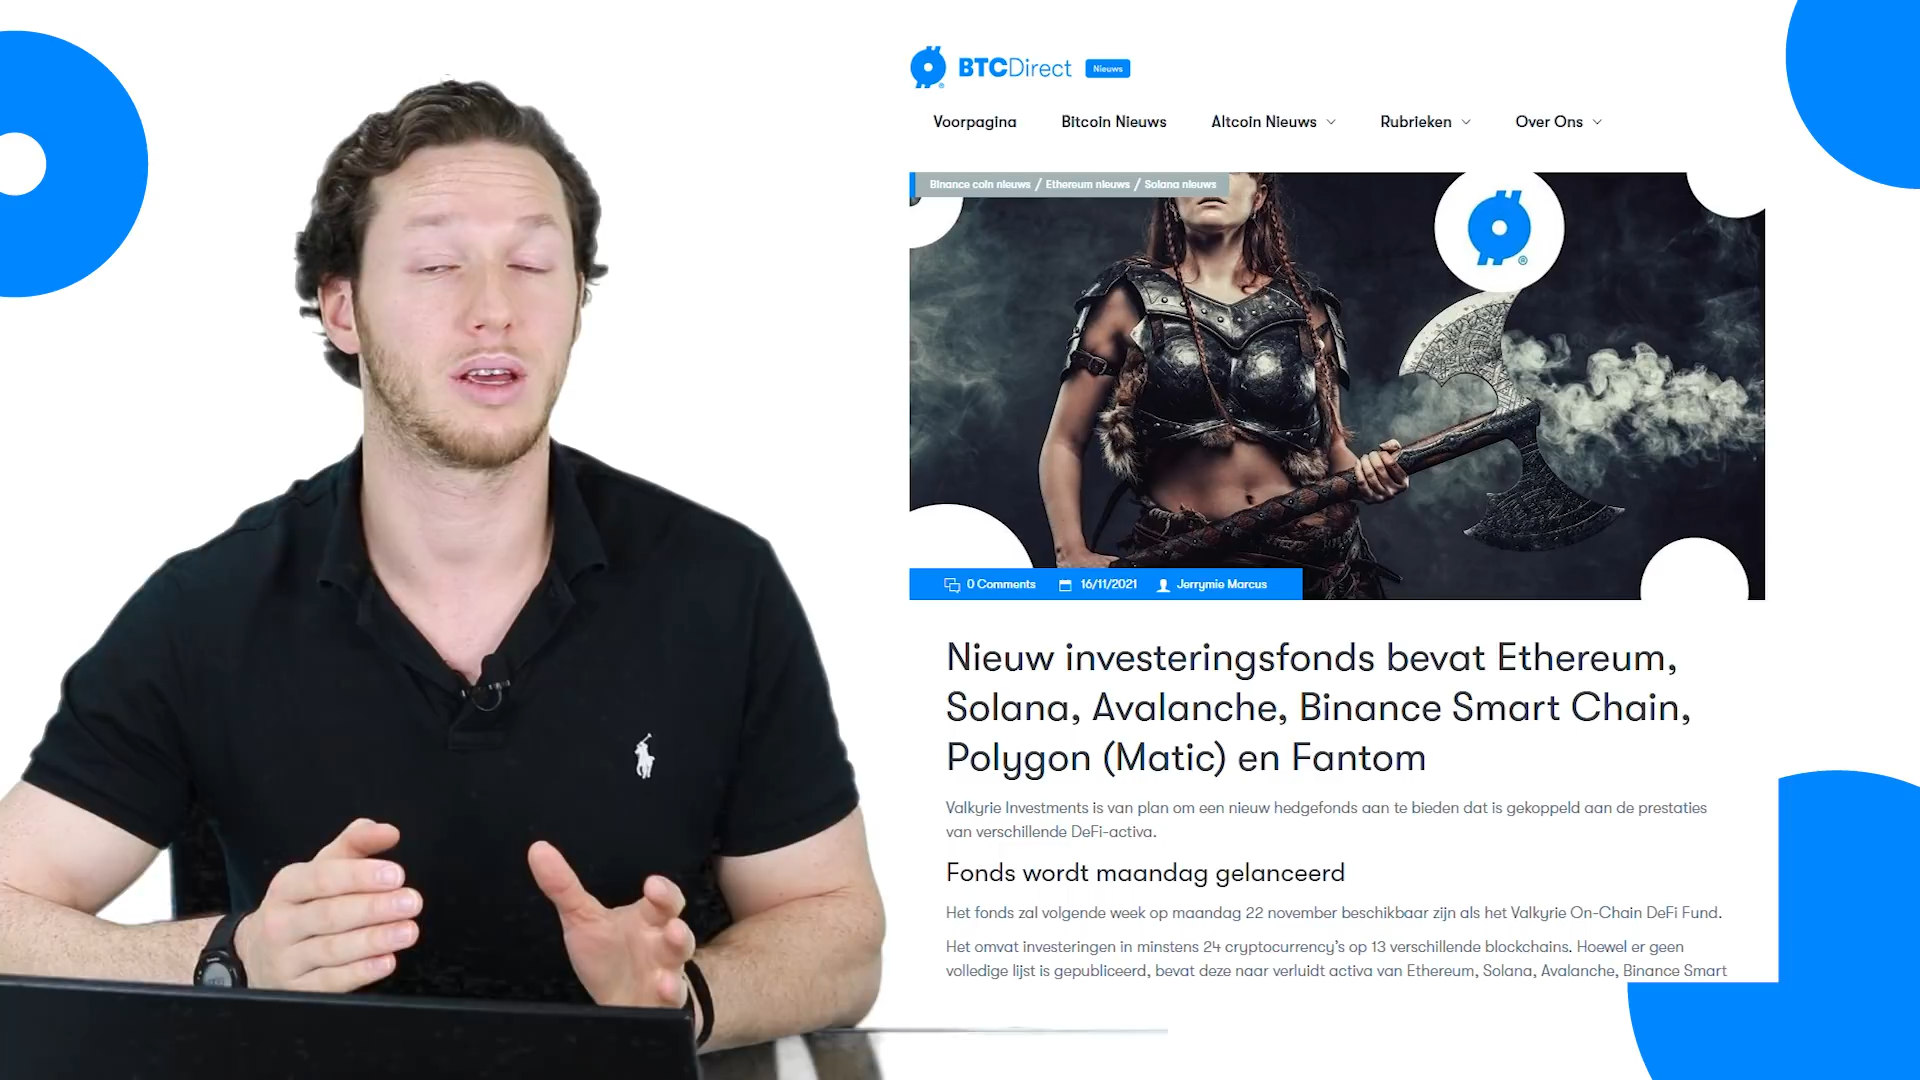 BTCDirect Nieuws
Voorpagina Bitcoin Nieuws Altcoin Nieuws Rubrieken Over Ons
Binance coin nieuws / Ethereum nieuws / Solana nieuws
0 Comments 16/11/2021 Jerrymie Marcus
Nieuw investeringsfonds bevat Ethereum,
Solana, Avalanche, Binance Smart Chain,
Polygon (Matic) en Fantom
Valkyrie Investments is van plan om een nieuw hedgefonds aan te bieden dat is gekoppeld aan de prestaties
van verschillende DeFi-activa.
Fonds wordt maandag gelanceerd
Het fonds zal volgende week op maandag 22 november beschikbaar zijn als het Valkyrie On-Chain DeFi Fund.
Het omvat investeringen in minstens 24 cryptocurrency's op 13 verschillende blockchains. Hoewel er geen
volledige lijst is gepubliceerd, bevat deze naar verluidt activa van Ethereum, Solana, Avalanche, Binance Smart